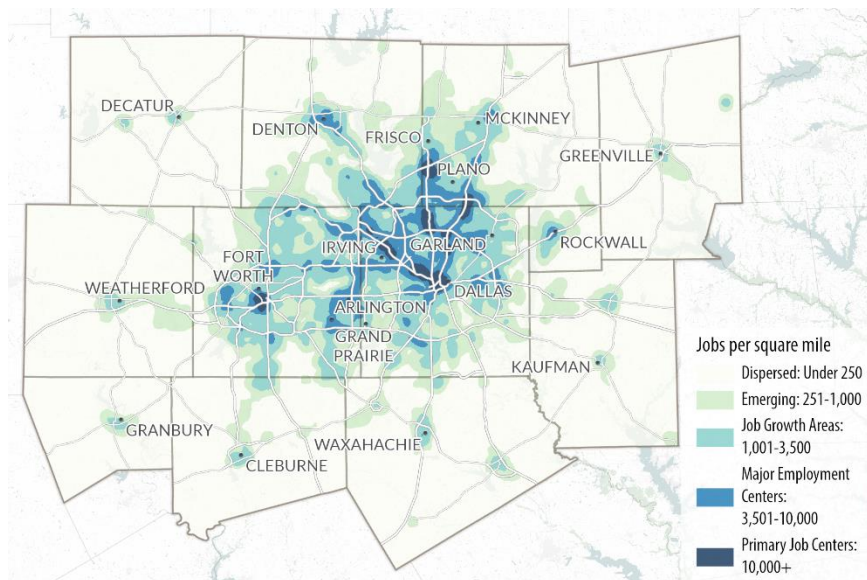 DECATUR
DENTON
MCKINNEY
FRISCO
PLANO
GREENVILLE
IRVING
GARLAND
ROCKWALL
FORT
WORTH
WEATHERFORD
DALLAS
ARLINGTON
GRAND
PRAIRIE
KAUFMAN
GRANBURY
WAXAHACHIE
CLEBURNE
Jobs per square mile
Dispersed: Under 250
Emerging: 251-1,000
Job Growth Areas:
1,001-3,500
Major Employment
Centers:
3,501-10,000
Primary Job Centers:
10,000+